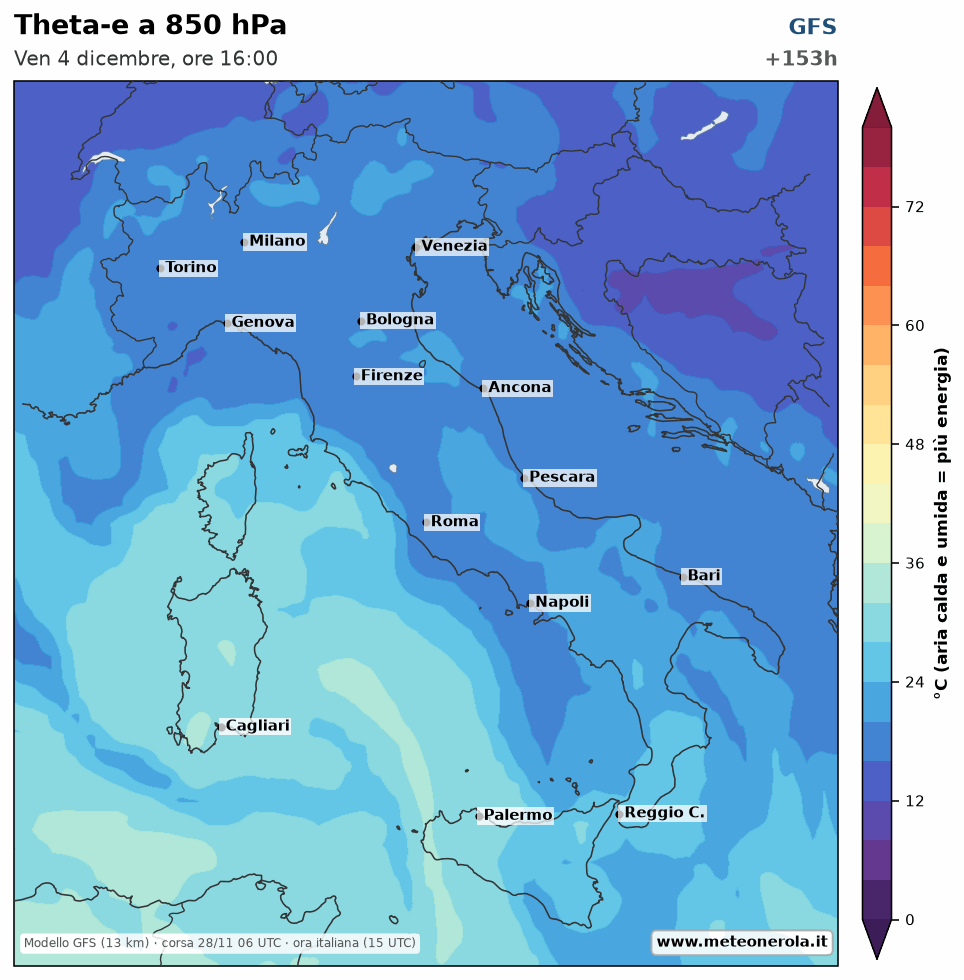 Theta-e a 850 hPa
GFS
Ven 4 dicembre, ore 16:00
+153h
Milano
Venezia
Torino
Genova
Bologna
Firenze
Ancona
Pescara
Roma
Bari
Napoli
Cagliari
Palermo
Reggio C.
72
60
48
36
24
12
0
°C (aria calda e umida = più energia)
Modello GFS (13 km) · corsa 28/11 06 UTC · ora italiana (15 UTC)
www.meteonerola.it